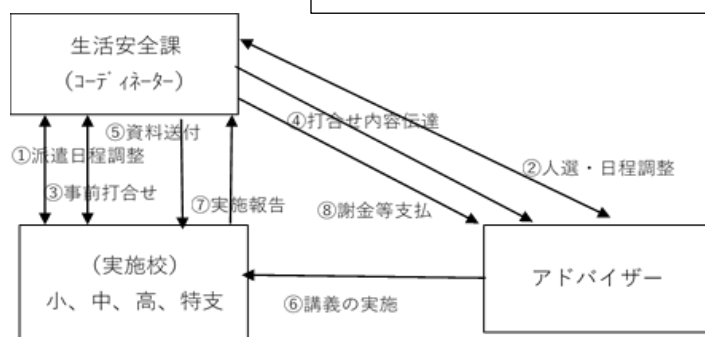 生活安全課
（ｺｰﾃﾞｨﾈｰﾀｰ）
④打合せ内容伝達
⑤資料送付
①派遣日程調整
②人選・日程調整
③事前打合せ
⑦実施報告
⑧謝金等支払
（実施校）
小、中、高、特支
アドバイザー
⑥講義の実施